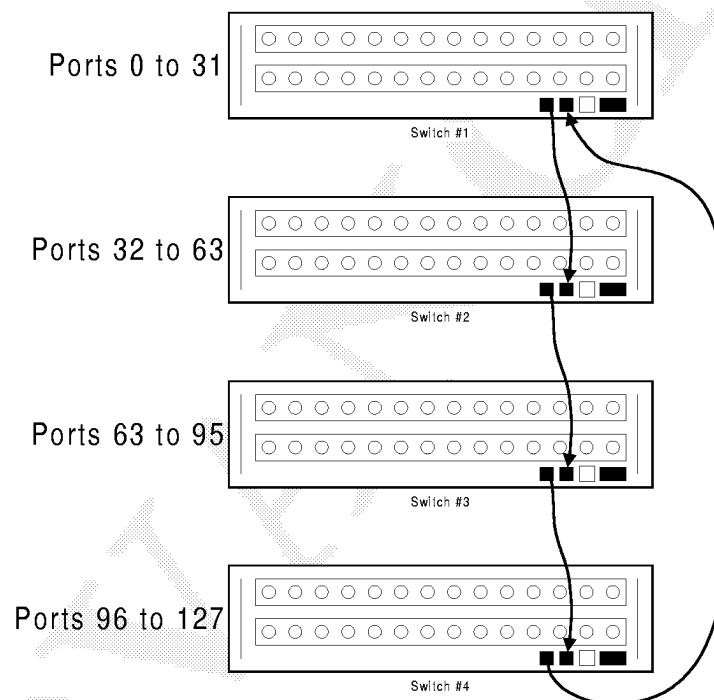 Ports 0 to 31
Switch #1
Ports 32 to 63
Switch #2
Ports 63 to 95
Switch #3
Ports 96 to 127
Switch #4